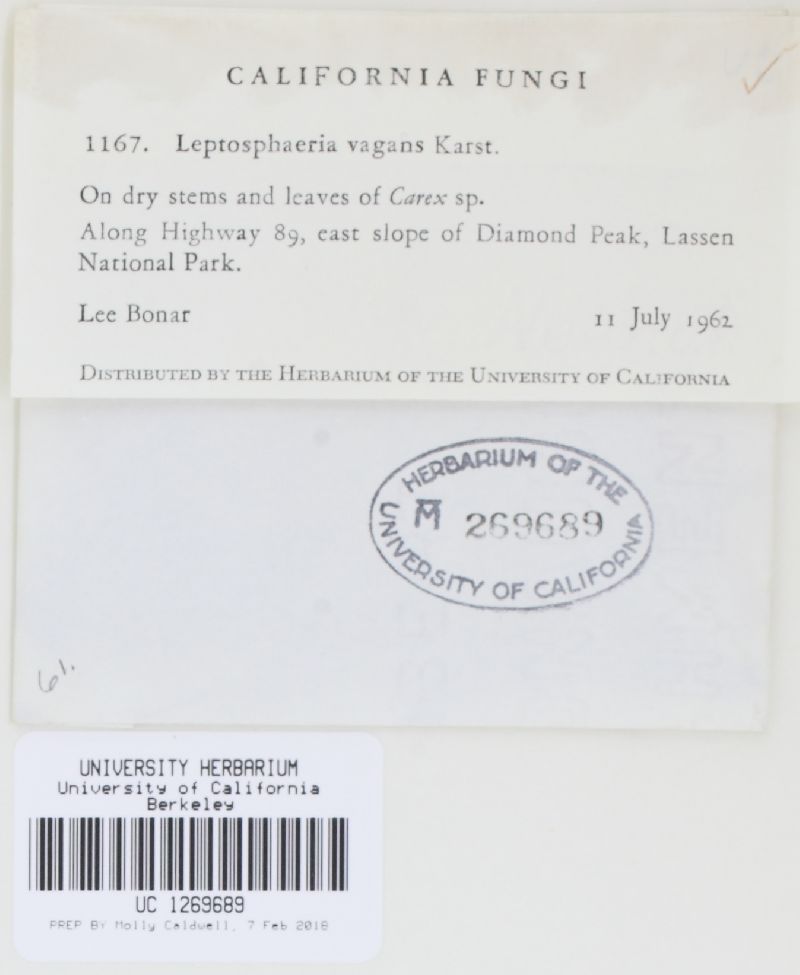 CALIFORNIA FUNGI
1167. Leptosphaeria vagans Karst.
On dry stems and leaves of Carex sp.
Along Highway 89, east slope of Diamond Peak, Lassen
National Park.
Lee Bonar 11 July 1962
DISTRIBUTED BY THE HERBARIUM OF THE UNIVERSITY OF CALIFORNIA
HERBARIUM OF THE
M 269689
UNIVERSITY OF CALIFORNIA
UNIVERSITY HERBARIUM
University of California
Berkeley
UC 1269689
PREP BY Molly Caldwell, 7 Feb 2018